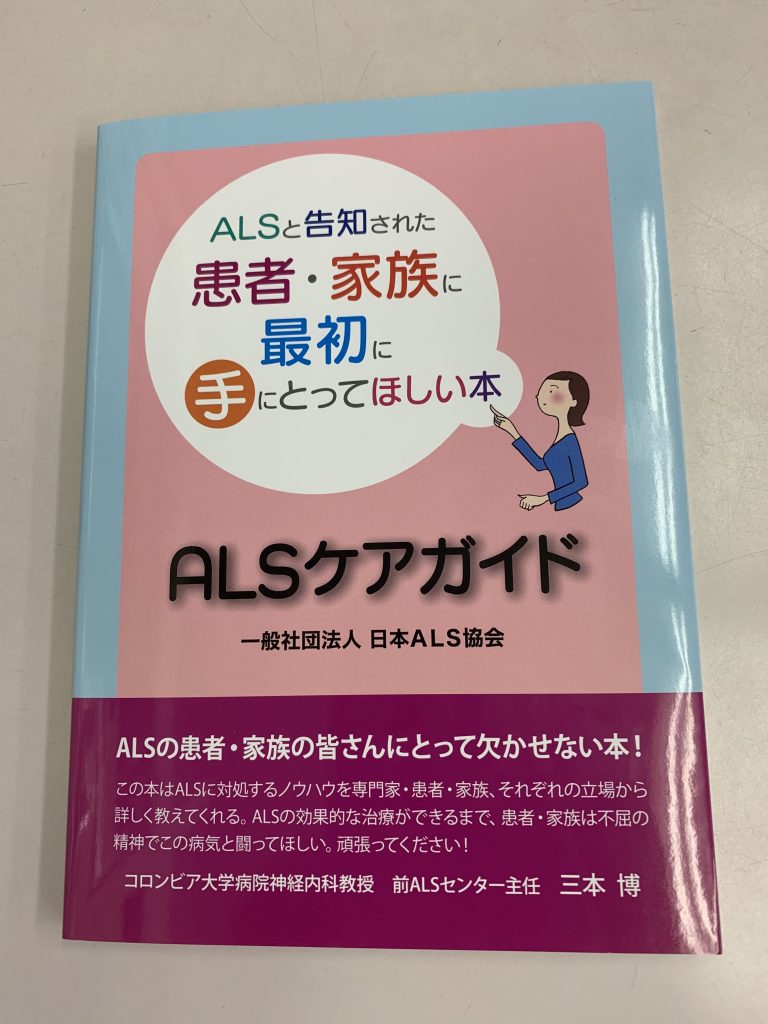 ALSと告知された
患者・家族に
最初に
手にとってほしい本
ALSケアガイド
一般社団法人 日本ALS協会
ALSの患者・家族の皆さんにとって欠かせない本！
この本はALSに対処するノウハウを専門家・患者・家族、それぞれの立場から
詳しく教えてくれる。ALSの効果的な治療ができるまで、患者・家族は不屈の
精神でこの病気と闘ってほしい。頑張ってください！
コロンビア大学病院神経内科教授 前ALSセンター主任 三本 博